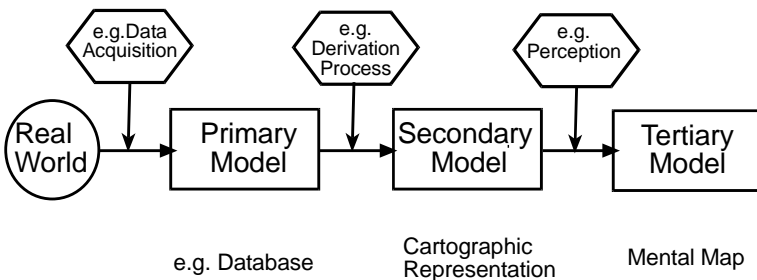 e.g.Data
Acquisition
e.g.
Derivation
Process
e.g.
Perception
Real
World
Primary
Model
Secondary
Model
Tertiary
Model
e.g. Database
Cartographic
Representation
Mental Map